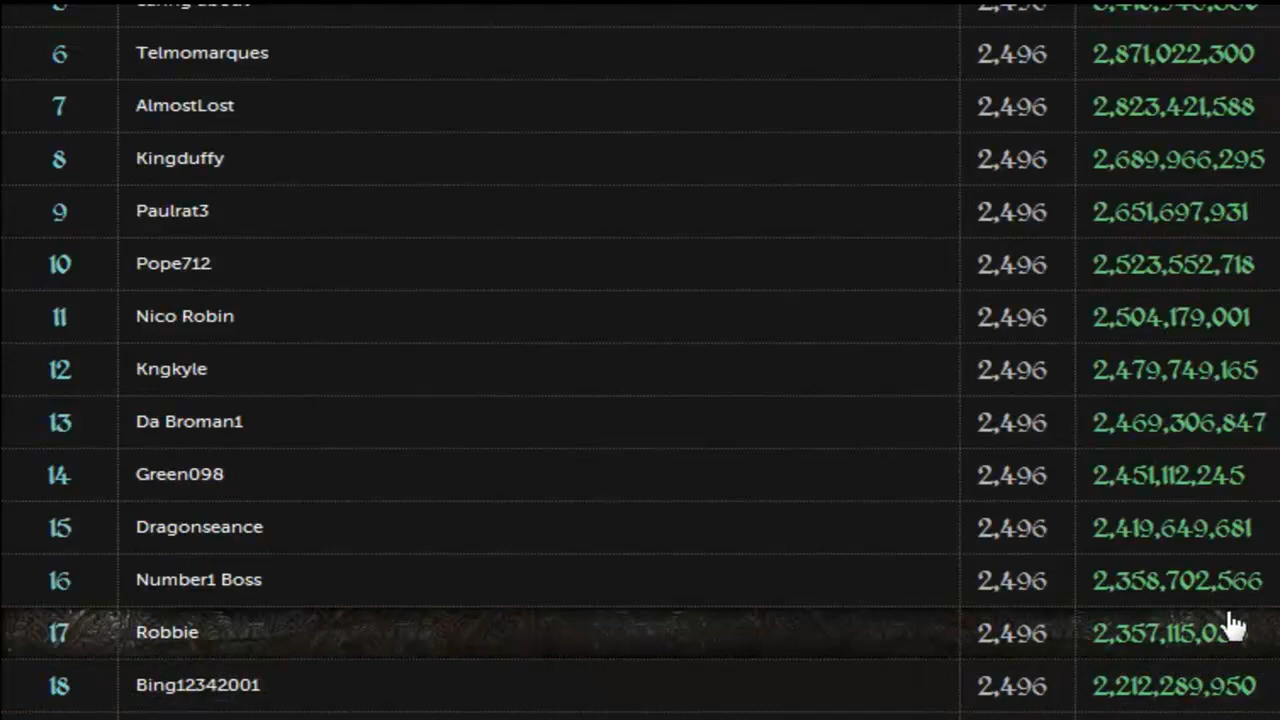 6 Telmomarques 2,496 2,871,022,300
7 AlmostLost 2,496 2,823,421,588
8 Kingduffy 2,496 2,689,966,295
9 Paulrat3 2,496 2,651,697,931
10 Pope712 2,496 2,523,552,718
11 Nico Robin 2,496 2,504,179,001
12 Kngkyle 2,496 2,479,749,165
13 Da Broman1 2,496 2,469,306,847
14 Green098 2,496 2,451,112,245
15 Dragonseance 2,496 2,419,649,681
16 Number1 Boss 2,496 2,358,702,566
17 Robbie 2,496
18 Bing12342001 2,496 2,212,289,950